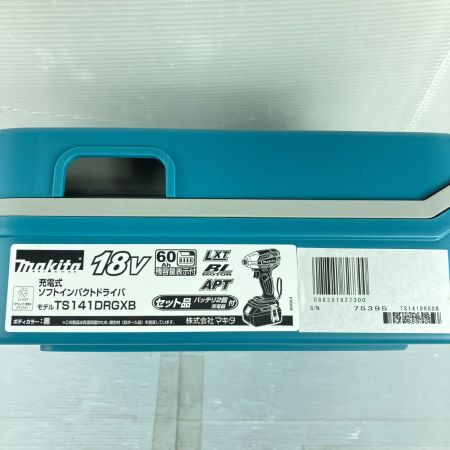 makita
18V
6.0
Ah
残容量表示付
LXT
BL
MOTOR
APT
充電式
ソフトインパクトドライバ
モデル TS141DRGXB
セット品
バッテリ2個
充電器
付
ボディカラー：黒
株式会社マキタ
088381827300
S/N
75395
TS141DRGXB